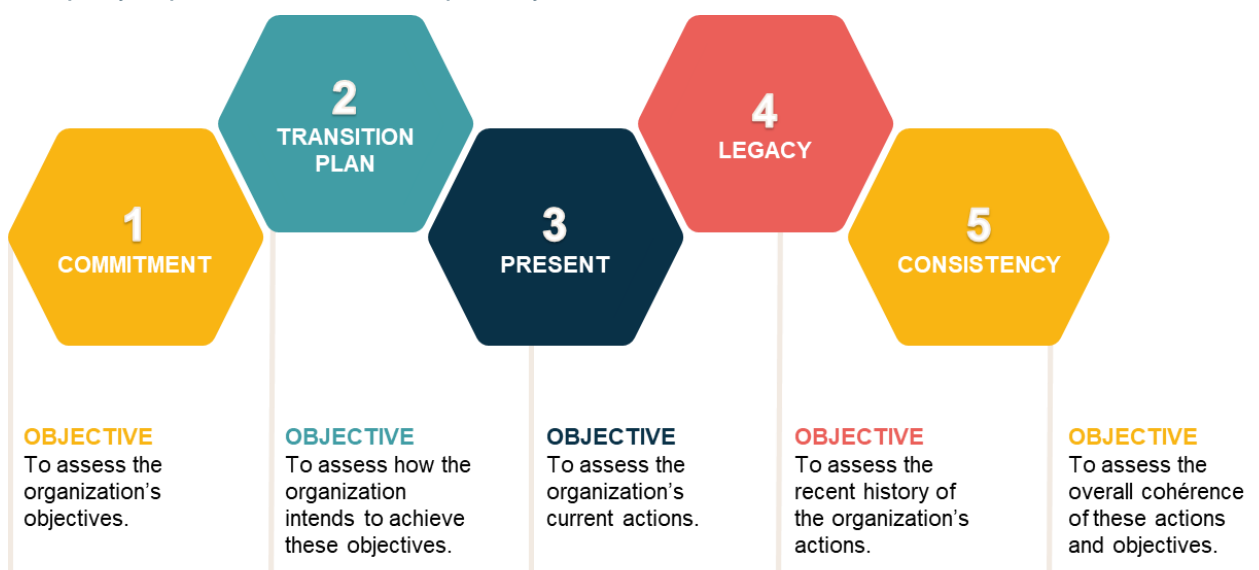 1
COMMITMENT
2
TRANSITION
PLAN
3
PRESENT
4
LEGACY
5
CONSISTENCY
OBJECTIVE
To assess the
organization’s
objectives.
OBJECTIVE
To assess how the
organization
intends to achieve
these objectives.
OBJECTIVE
To assess the
organization’s
current actions.
OBJECTIVE
To assess the
recent history of
the organization’s
actions.
OBJECTIVE
To assess the
overall cohérence
of these actions
and objectives.